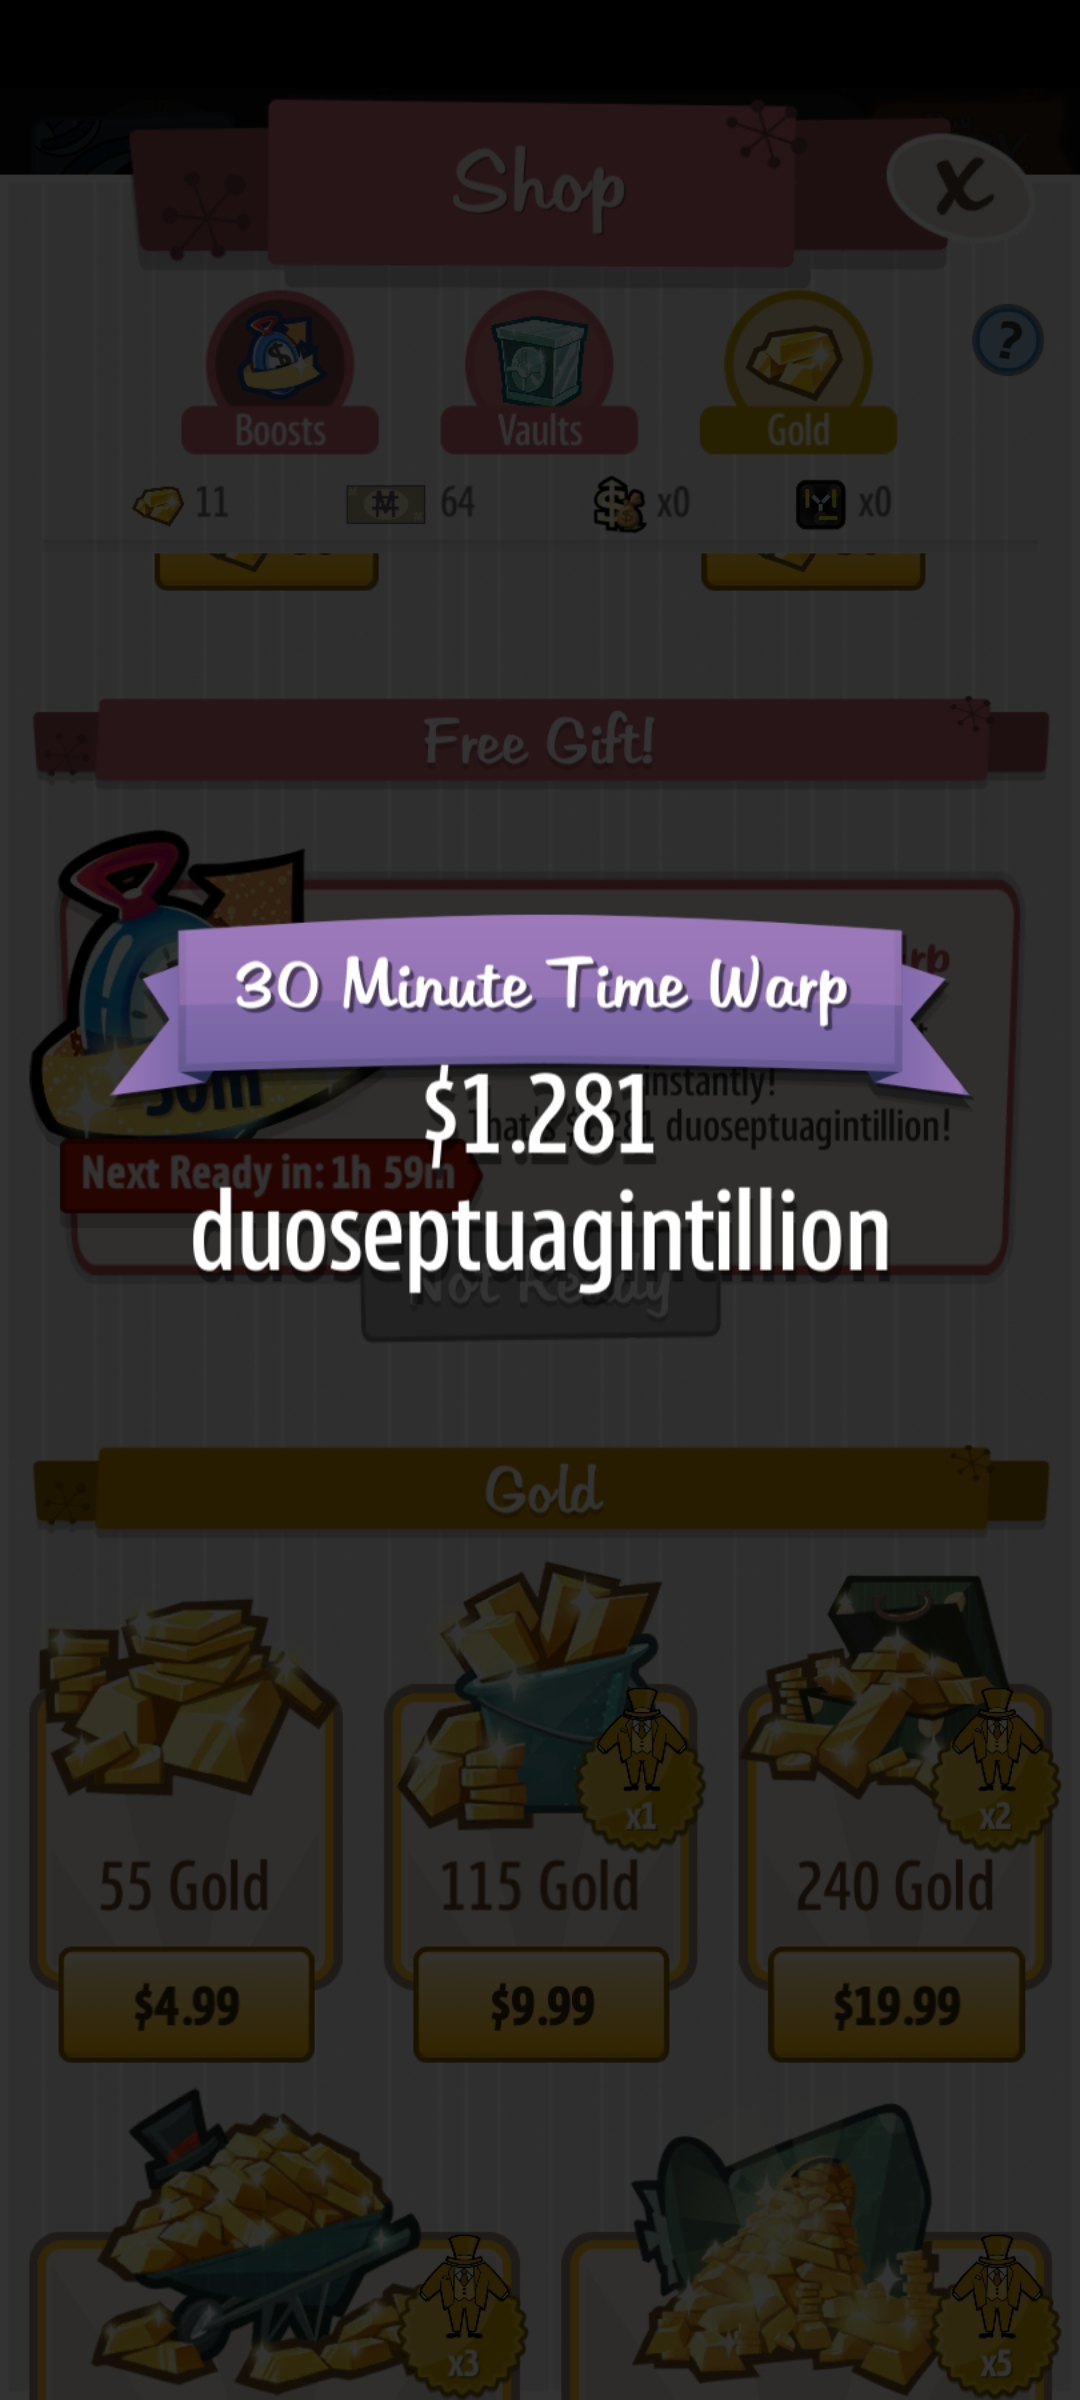 Shop
X
?
Boosts
Vaults
Gold
11
64
x0
x0
Free Gift!
30 Minute Time Warp
instantly!
$1.281
That's $1.281 duoseptuagintillion!
30m
Next Ready in: 1h 59m
duoseptuagintillion
Not Ready
Gold
x1
x2
55 Gold
115 Gold
240 Gold
$4.99
$9.99
$19.99
x3
x5